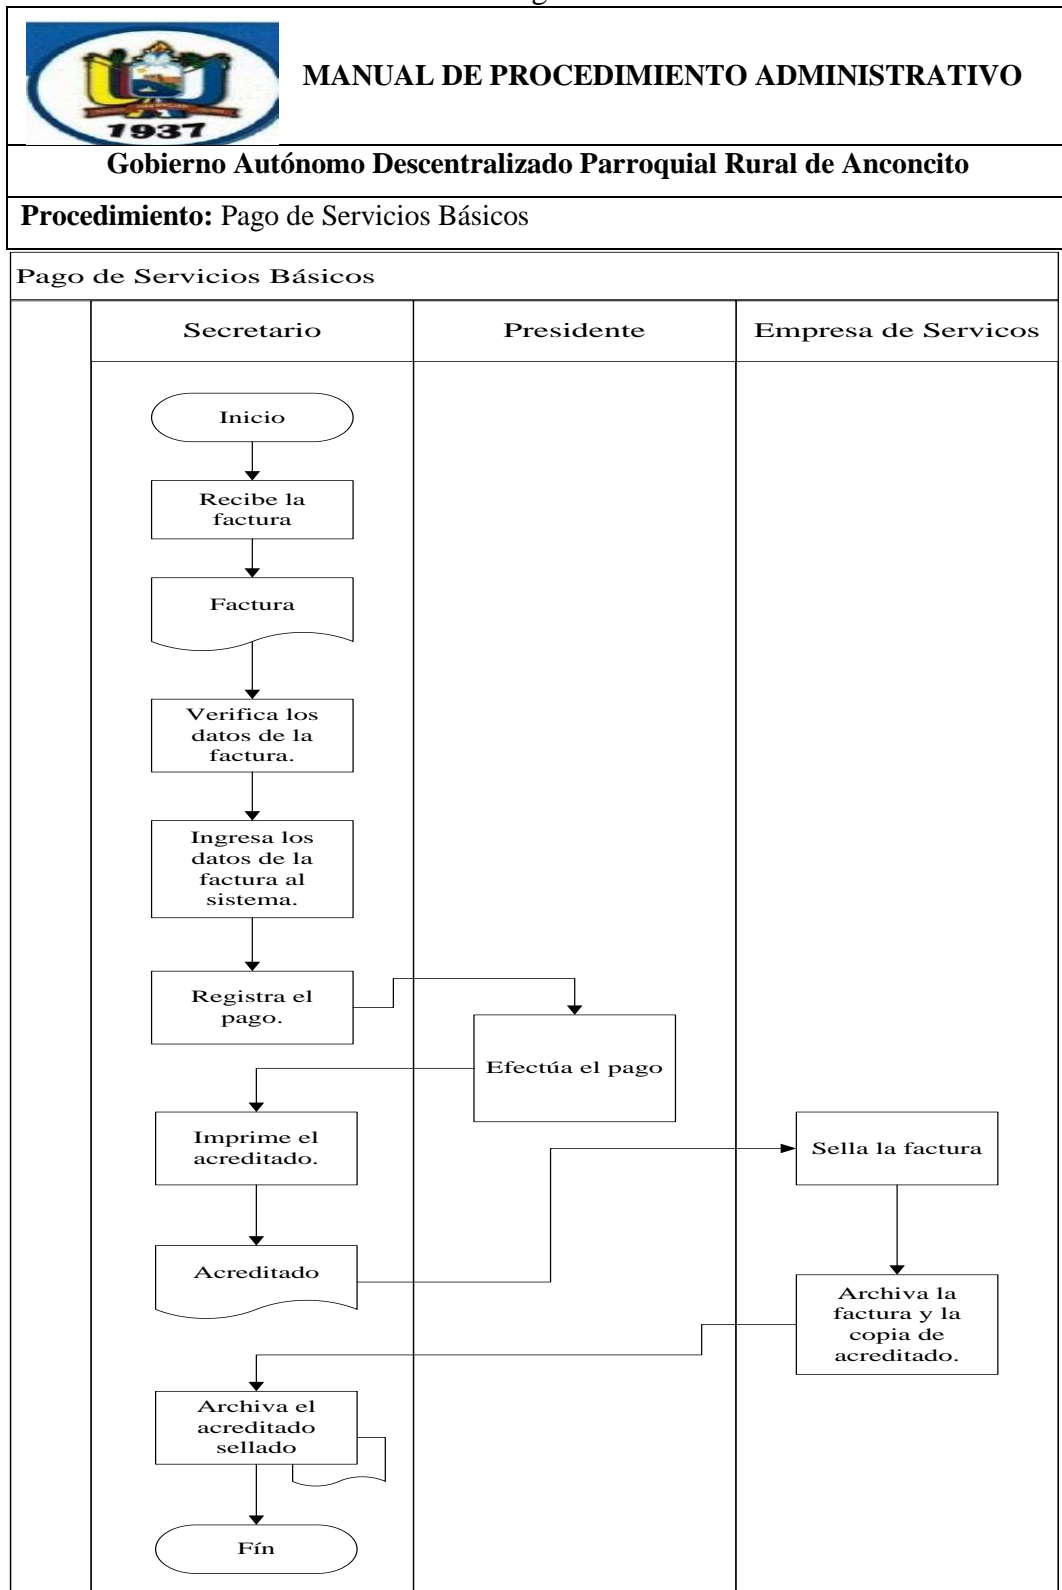 MANUAL DE PROCEDIMIENTO ADMINISTRATIVO
1937
Gobierno Autónomo Descentralizado Parroquial Rural de Anconcito
Procedimiento: Pago de Servicios Básicos
Pago de Servicios Básicos
Secretario
Presidente
Empresa de Servicos
Inicio
Recibe la
factura
Factura
Verifica los
datos de la
factura.
Ingresa los
datos de la
factura al
sistema.
Registra el
pago.
Efectúa el pago
Imprime el
acreditado.
Acreditado
Sella la factura
Archiva la
factura y la
copia de
acreditado.
Archiva el
acreditado
sellado
Fín